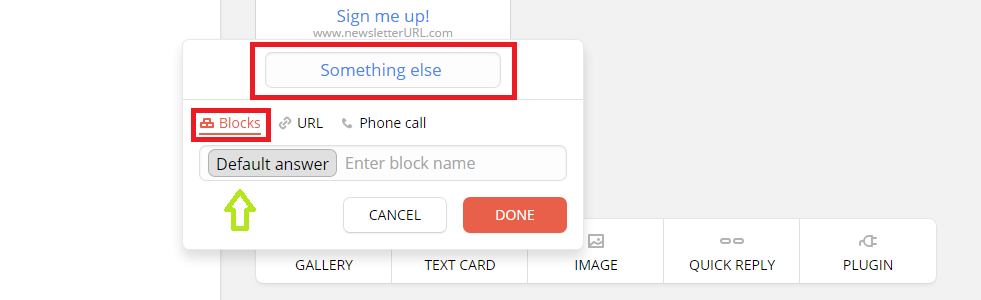 Sign me up!
www.newsletterURL.com
Something else
Blocks URL Phone call
Default answer Enter block name
CANCEL DONE
GALLERY TEXT CARD IMAGE QUICK REPLY PLUGIN